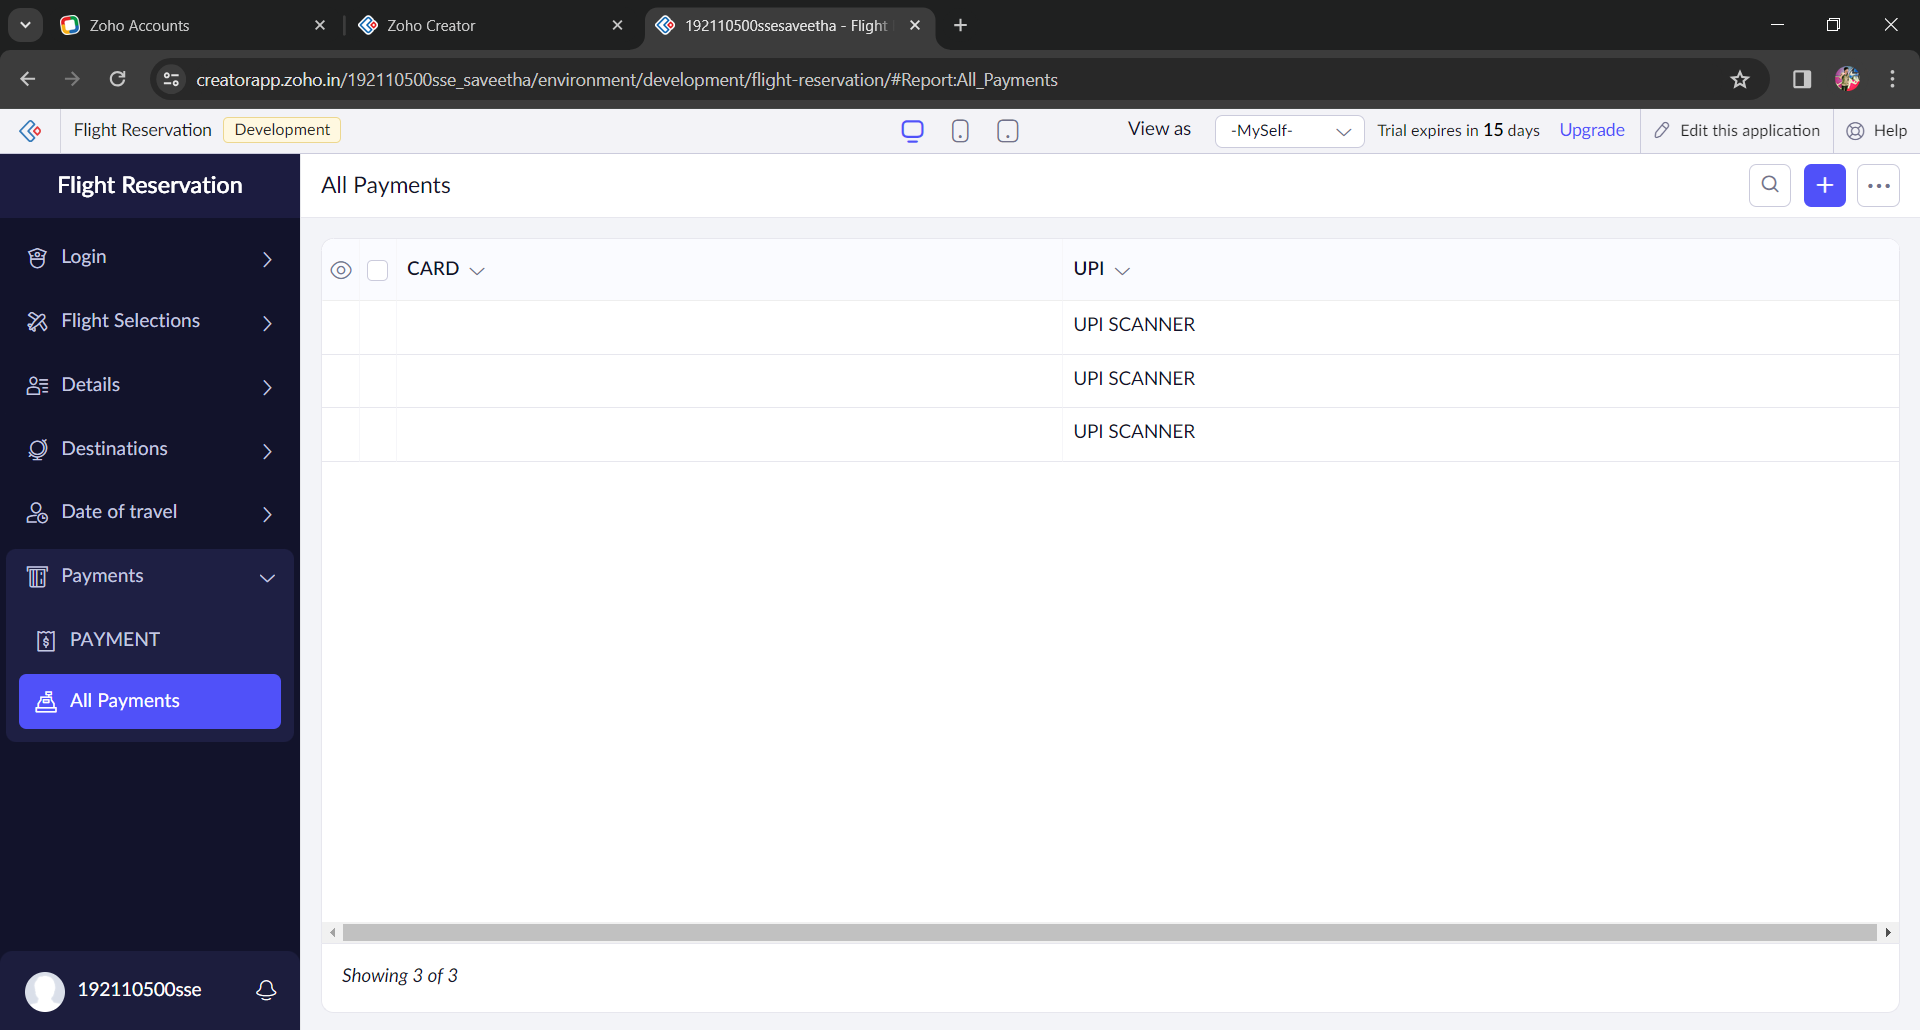 Zoho Accounts
Zoho Creator
192110500ssesaveetha - Flight
creatorapp.zoho.in/192110500sse_saveetha/environment/development/flight-reservation/#Report:All_Payments
Flight Reservation
Development
View as
-MySelf-
Trial expires in 15 days
Upgrade
Edit this application
Help
Flight Reservation
Login
Flight Selections
Details
Destinations
Date of travel
Payments
PAYMENT
All Payments
192110500sse
All Payments
CARD
UPI
UPI SCANNER
UPI SCANNER
UPI SCANNER
Showing 3 of 3